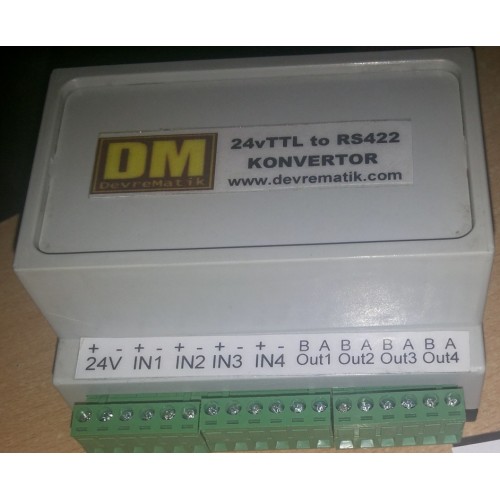 DM
DevreMatik
24vTTL to RS422
KONVERTOR
www.devrematik.com
+ - + - + - + - + - B A B A B A B A
24V IN1 IN2 IN3 IN4 Out1 Out2 Out3 Out4